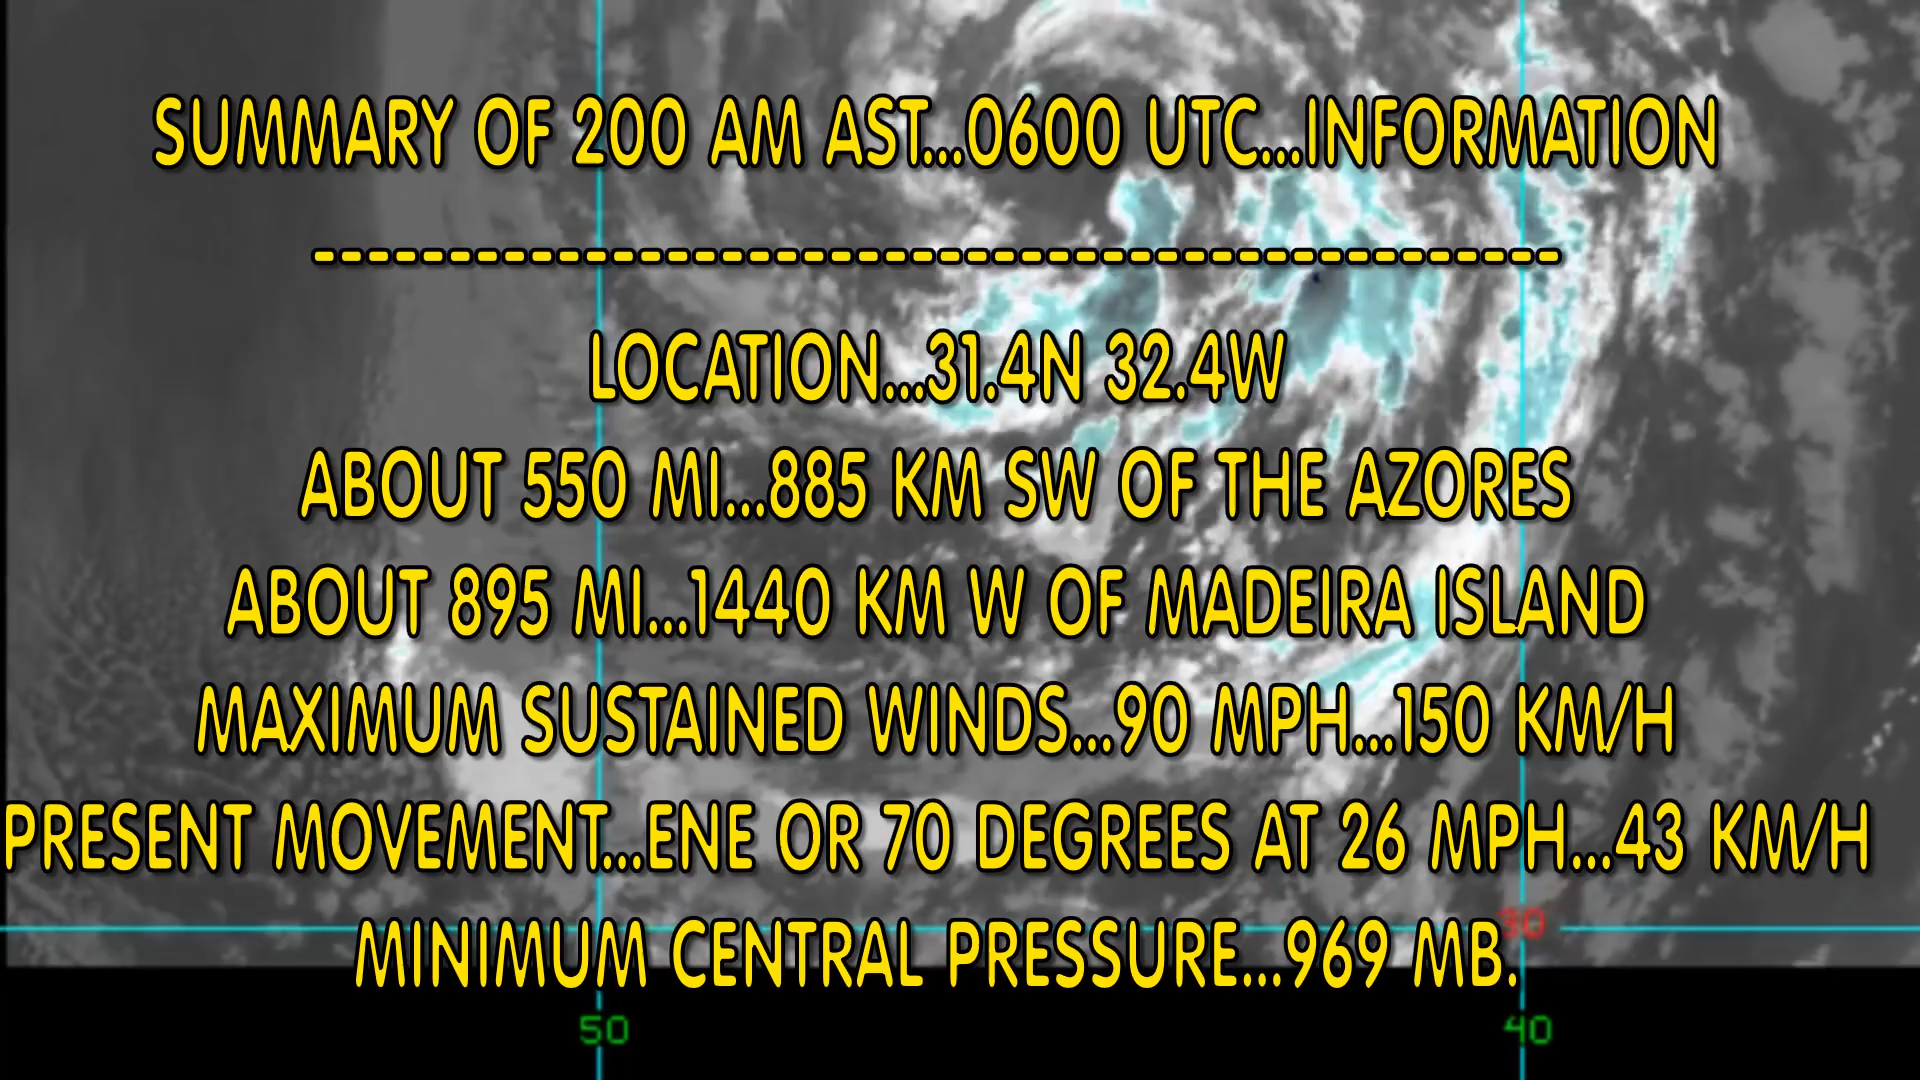 SUMMARY OF 200 AM AST...0600 UTC...INFORMATION
----------------------------------------------
LOCATION...31.4N 32.4W
ABOUT 550 MI...885 KM SW OF THE AZORES
ABOUT 895 MI...1440 KM W OF MADEIRA ISLAND
MAXIMUM SUSTAINED WINDS...90 MPH...150 KM/H
PRESENT MOVEMENT...ENE OR 70 DEGREES AT 26 MPH...43 KM/H
30
MINIMUM CENTRAL PRESSURE...969 MB.
50 40